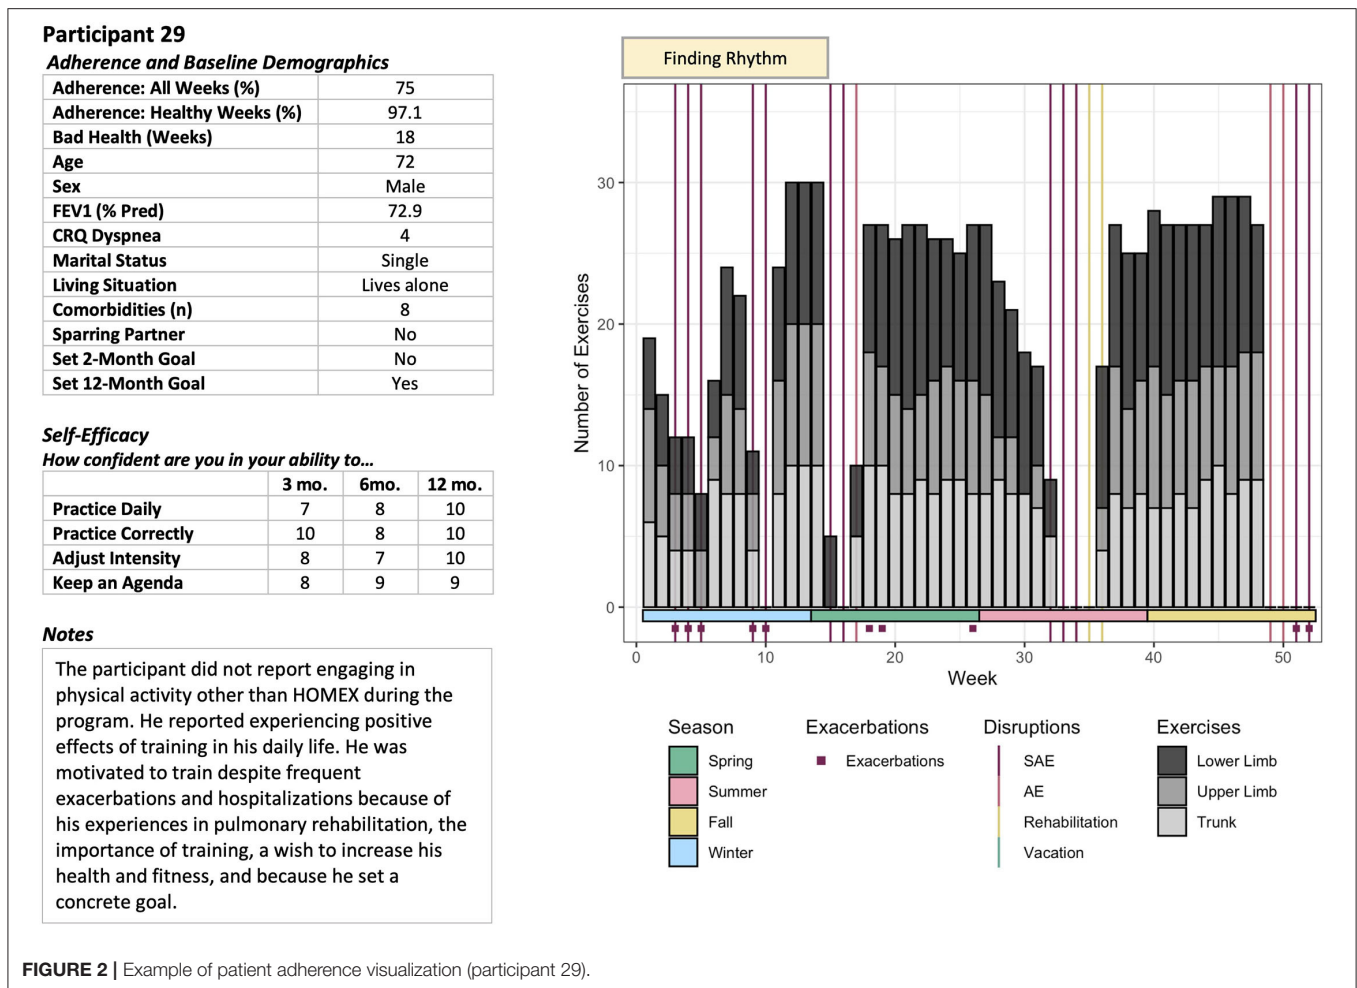 Participant 29
Adherence and Baseline Demographics
Adherence: All Weeks (%) 75
Adherence: Healthy Weeks (%) 97.1
Bad Health (Weeks) 18
Age 72
Sex Male
FEV1 (% Pred) 72.9
CRQ Dyspnea 4
Marital Status Single
Living Situation Lives alone
Comorbidities (n) 8
Sparring Partner No
Set 2-Month Goal No
Set 12-Month Goal Yes
Self-Efficacy
How confident are you in your ability to...
3 mo. 6mo. 12 mo.
Practice Daily 7 8 10
Practice Correctly 10 8 10
Adjust Intensity 8 7 10
Keep an Agenda 8 9 9
Notes
The participant did not report engaging in
physical activity other than HOMEX during the
program. He reported experiencing positive
effects of training in his daily life. He was
motivated to train despite frequent
exacerbations and hospitalizations because of
his experiences in pulmonary rehabilitation, the
importance of training, a wish to increase his
health and fitness, and because he set a
concrete goal.
Finding Rhythm
Number of Exercises
30
20
10
0
0 10 20 30 40 50
Week
Season Exacerbations Disruptions Exercises
Spring Exacerbations SAE Lower Limb
Summer AE Upper Limb
Fall Rehabilitation Trunk
Winter Vacation
FIGURE 2 | Example of patient adherence visualization (participant 29).